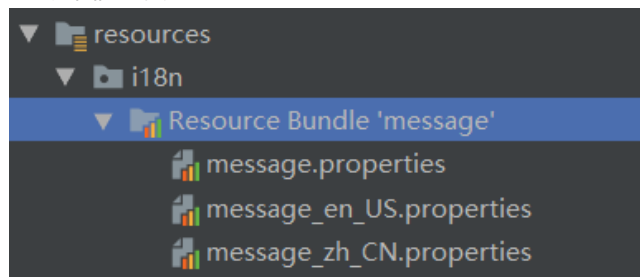 resources
i18n
Resource Bundle 'message'
message.properties
message_en_US.properties
message_zh_CN.properties